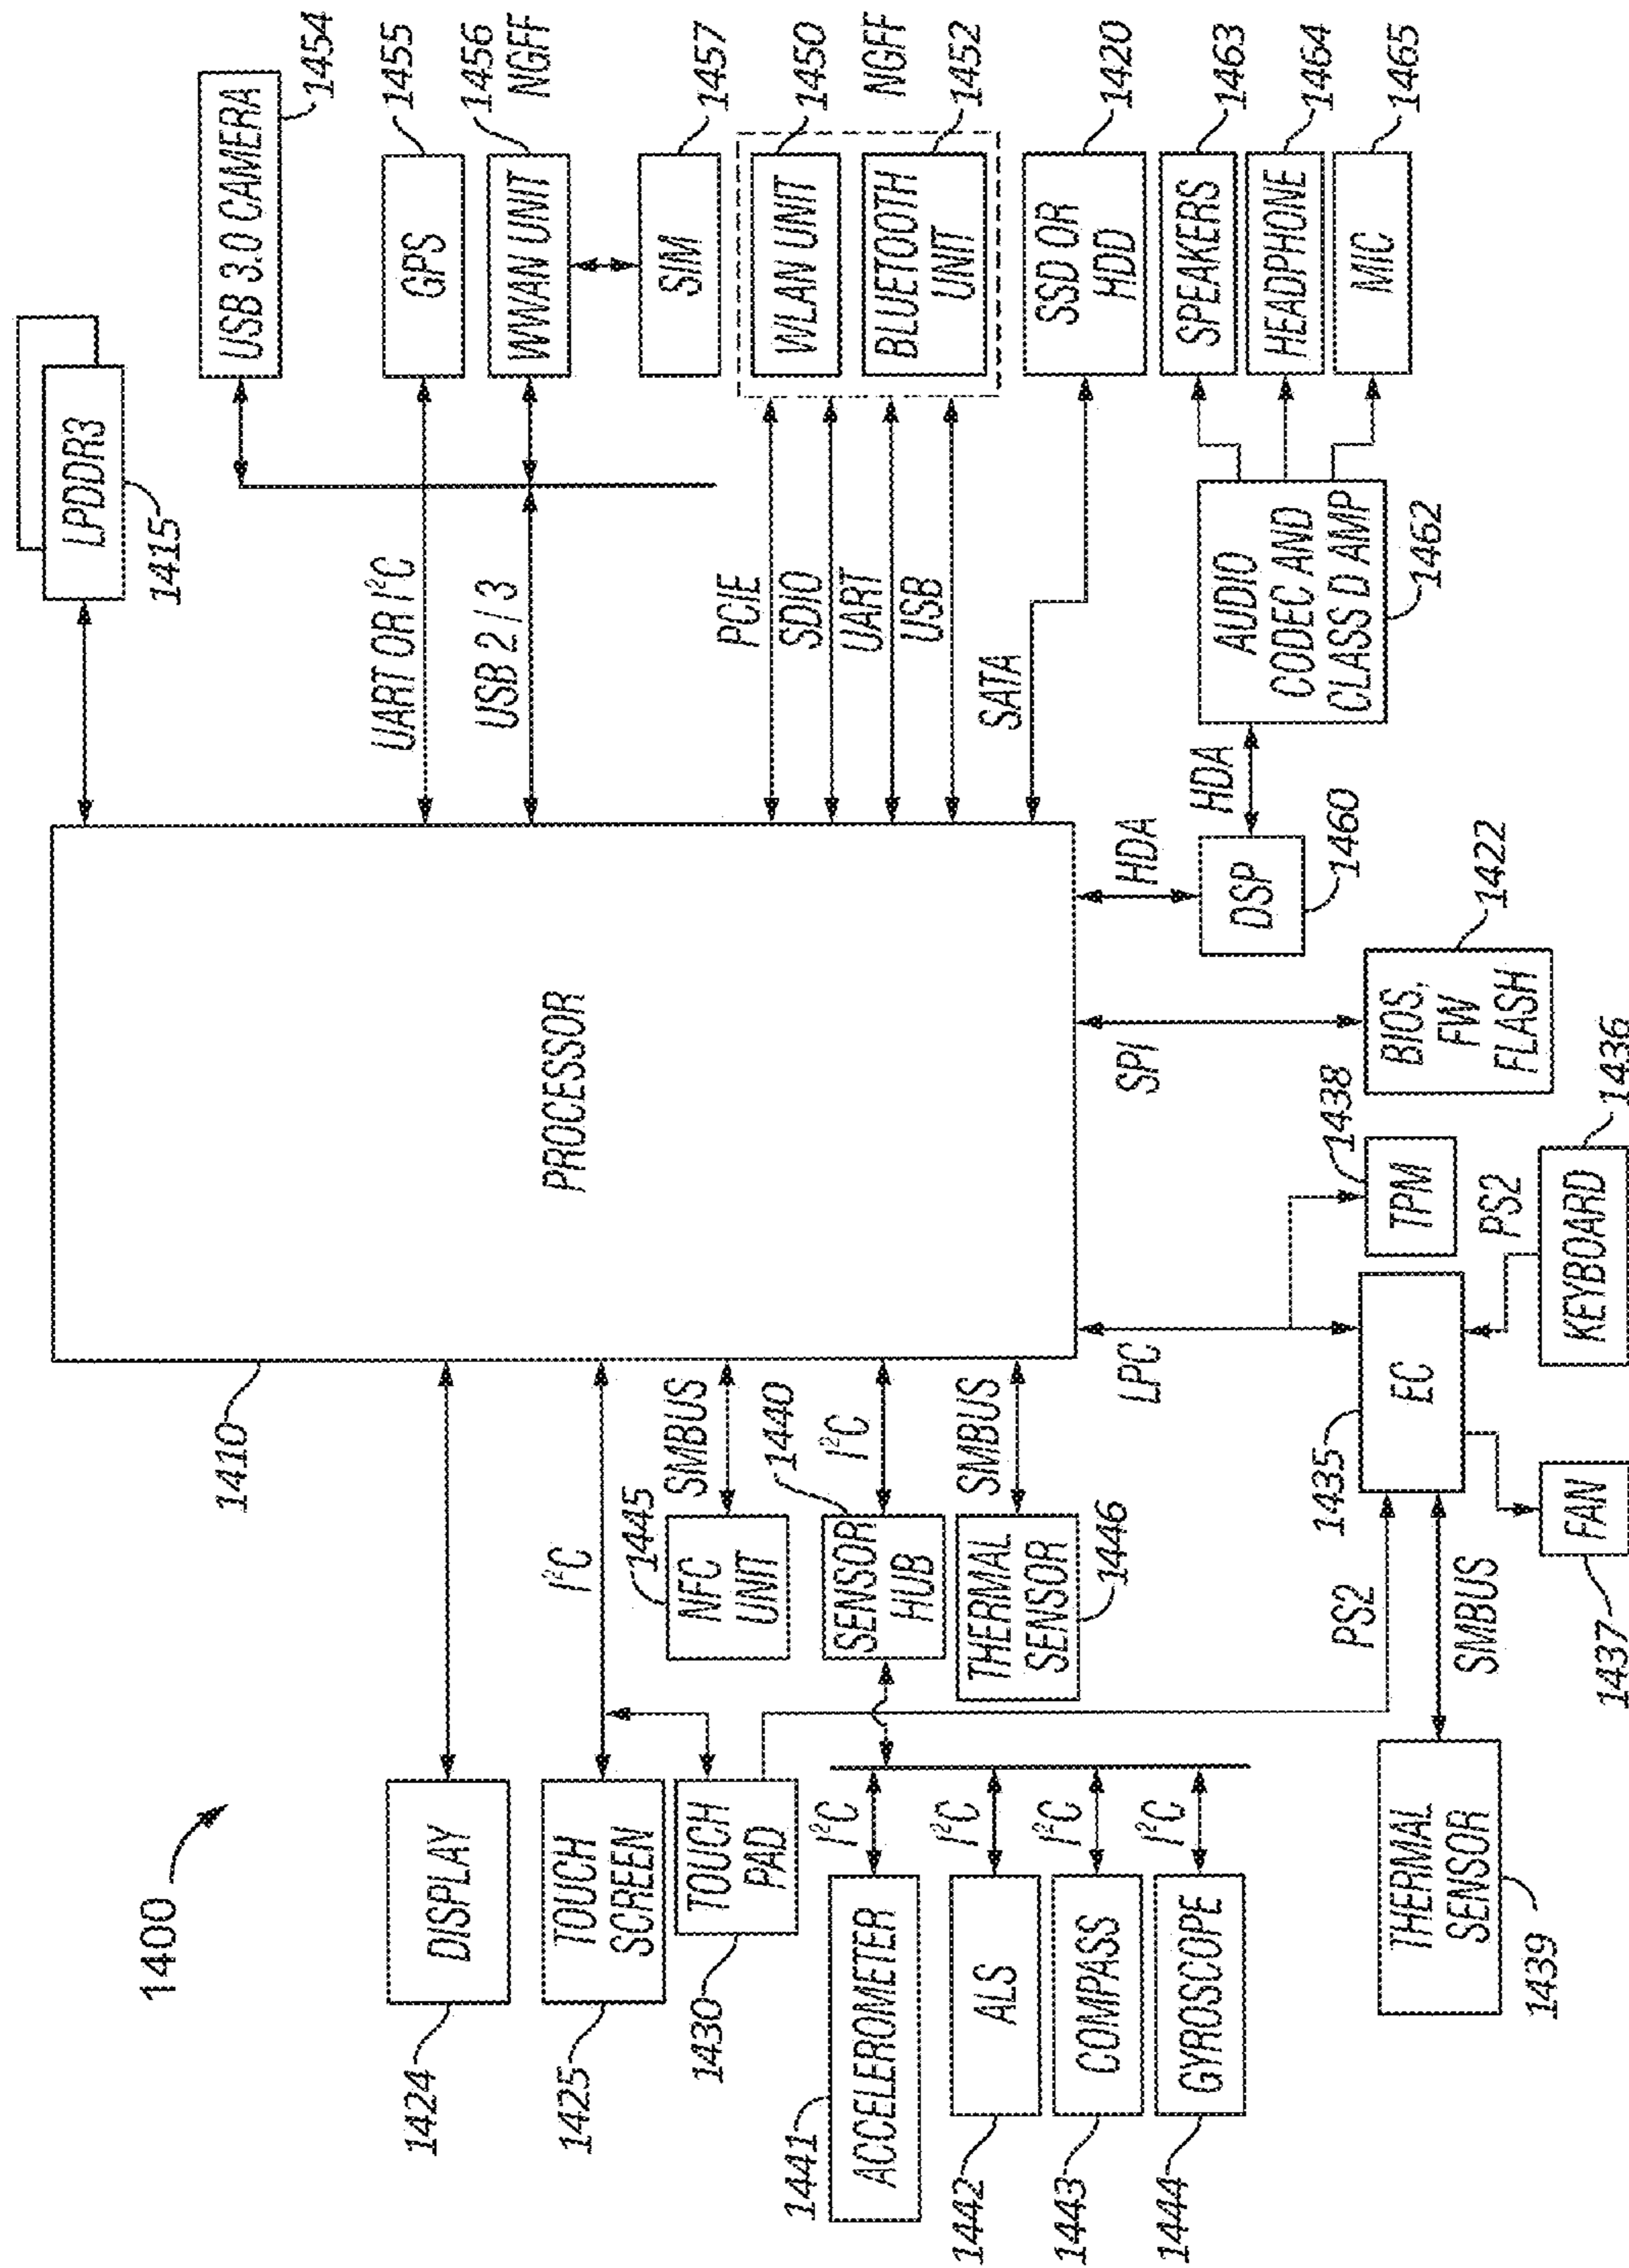 1400
1424
DISPLAY
1425
TOUCH
SCREEN
1430
TOUCH
PAD
I²C
1410
PROCESSOR
LPDDR3
1415
USB 3.0 CAMERA
1454
UART OR I²C
GPS
1455
USB 2 / 3
WWAN UNIT
1456
NGFF
SIM
1457
SMBUS
1445
NFC
UNIT
1440
I²C
SENSOR
HUB
SMBUS
THERMAL
SENSOR
1446
PCIE
SDIO
UART
USB
WLAN UNIT
1450
BLUETOOTH
UNIT
NGFF
1452
SATA
SSD OR
HDD
1420
1441
ACCELEROMETER
I²C
1442
ALS
I²C
1443
COMPASS
I²C
1444
GYROSCOPE
I²C
LPC
SPI
HDA
DSP
1460
HDA
AUDIO
CODEC AND
CLASS D AMP
1462
SPEAKERS
1463
HEADPHONE
1464
MIC
1465
THERMAL
SENSOR
1439
PS2
SMBUS
1435
EC
1438
TPM
BIOS,
FW
FLASH
1422
1437
FAN
PS2
KEYBOARD
1436